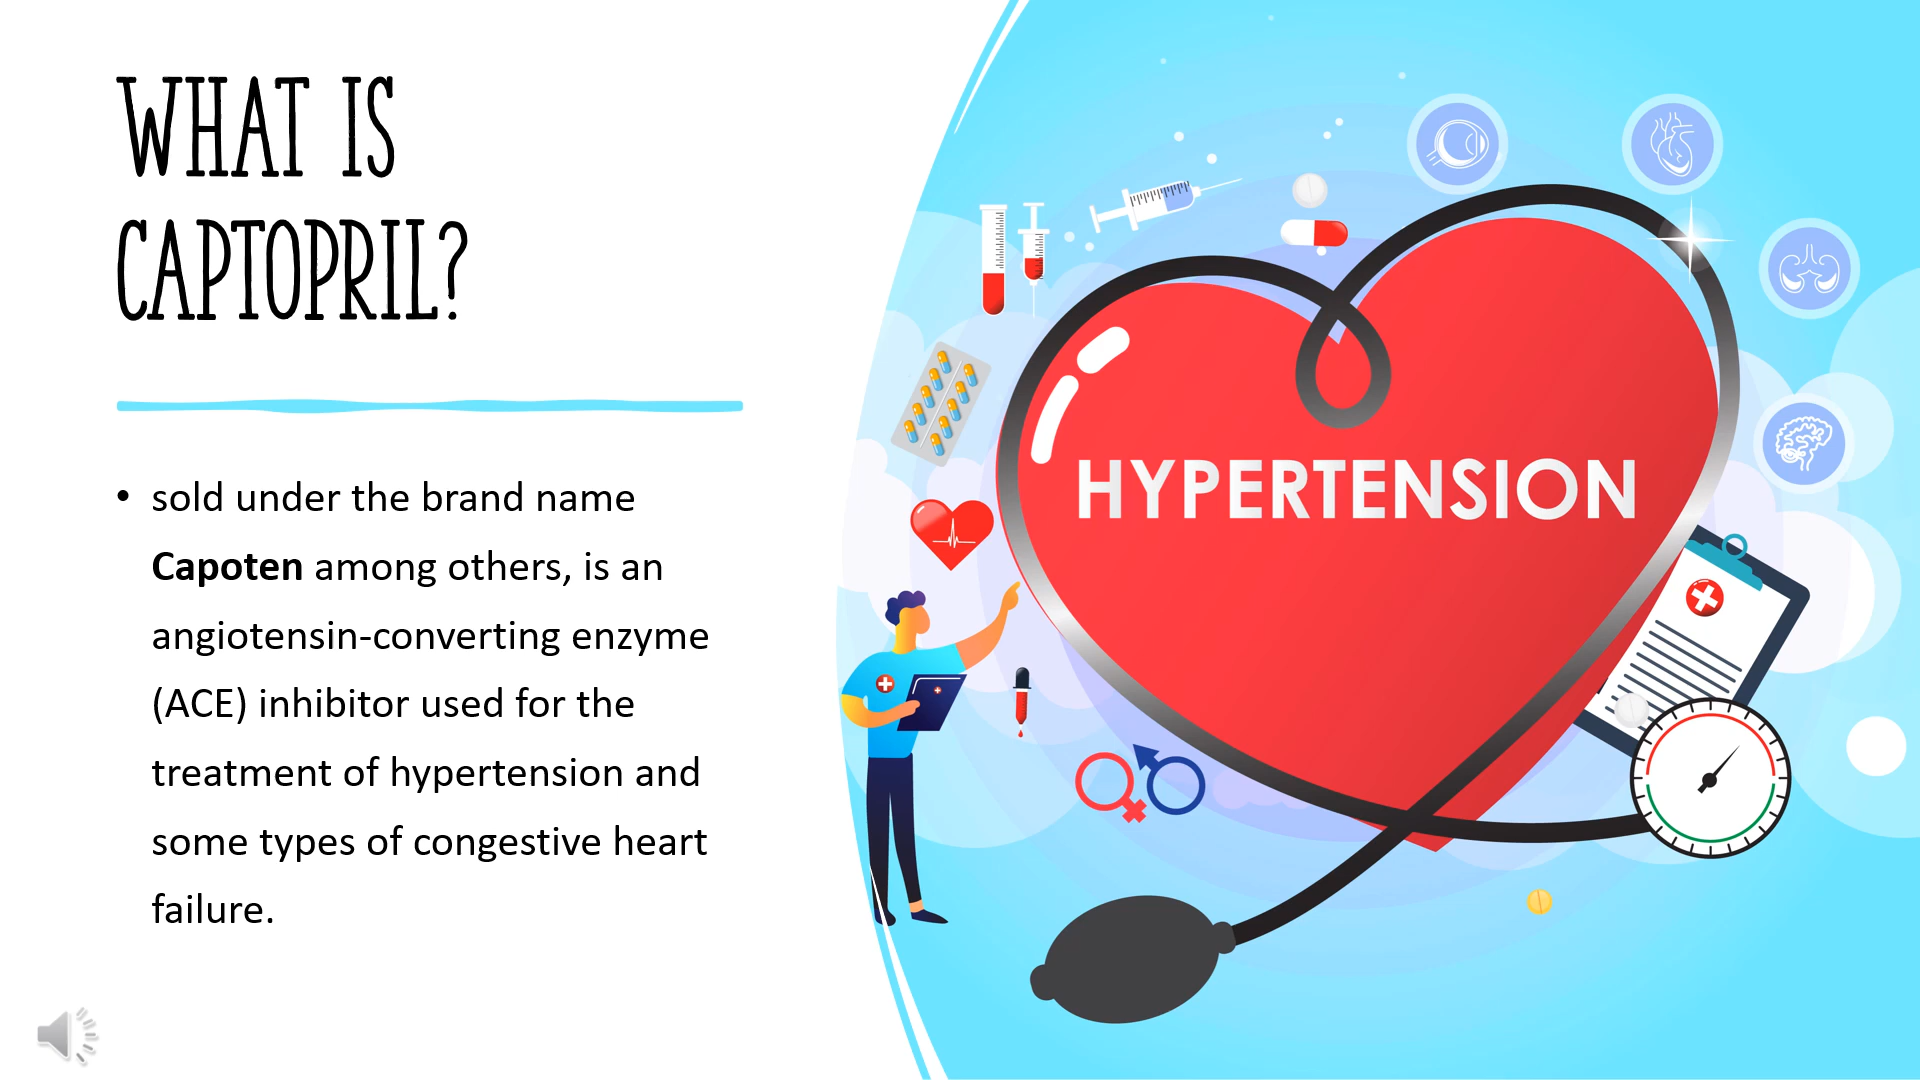 WHAT IS
CAPTOPRIL?
• sold under the brand name
Capoten among others, is an
angiotensin-converting enzyme
(ACE) inhibitor used for the
treatment of hypertension and
some types of congestive heart
failure.
HYPERTENSION